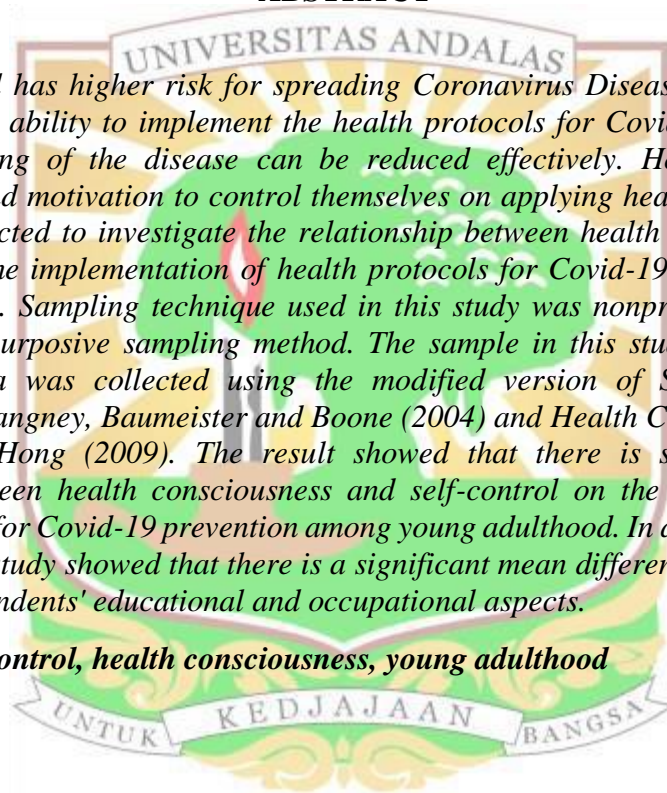 ABSTRACT
UNIVERSITAS ANDALAS
l has higher risk for spreading Coronavirus Diseas
ability to implement the health protocols for Covi
ng of the disease can be reduced effectively. H
nd motivation to control themselves on applying hea
cted to investigate the relationship between health
he implementation of health protocols for Covid-19
. Sampling technique used in this study was nonpr
urposive sampling method. The sample in this stu
a was collected using the modified version of S
angney, Baumeister and Boone (2004) and Health C
Hong (2009). The result showed that there is s
een health consciousness and self-control on the
for Covid-19 prevention among young adulthood. In a
study showed that there is a significant mean differen
ndents' educational and occupational aspects.
ontrol, health consciousness, young adulthood
UNTUK KEDJAJAAN BANGSA